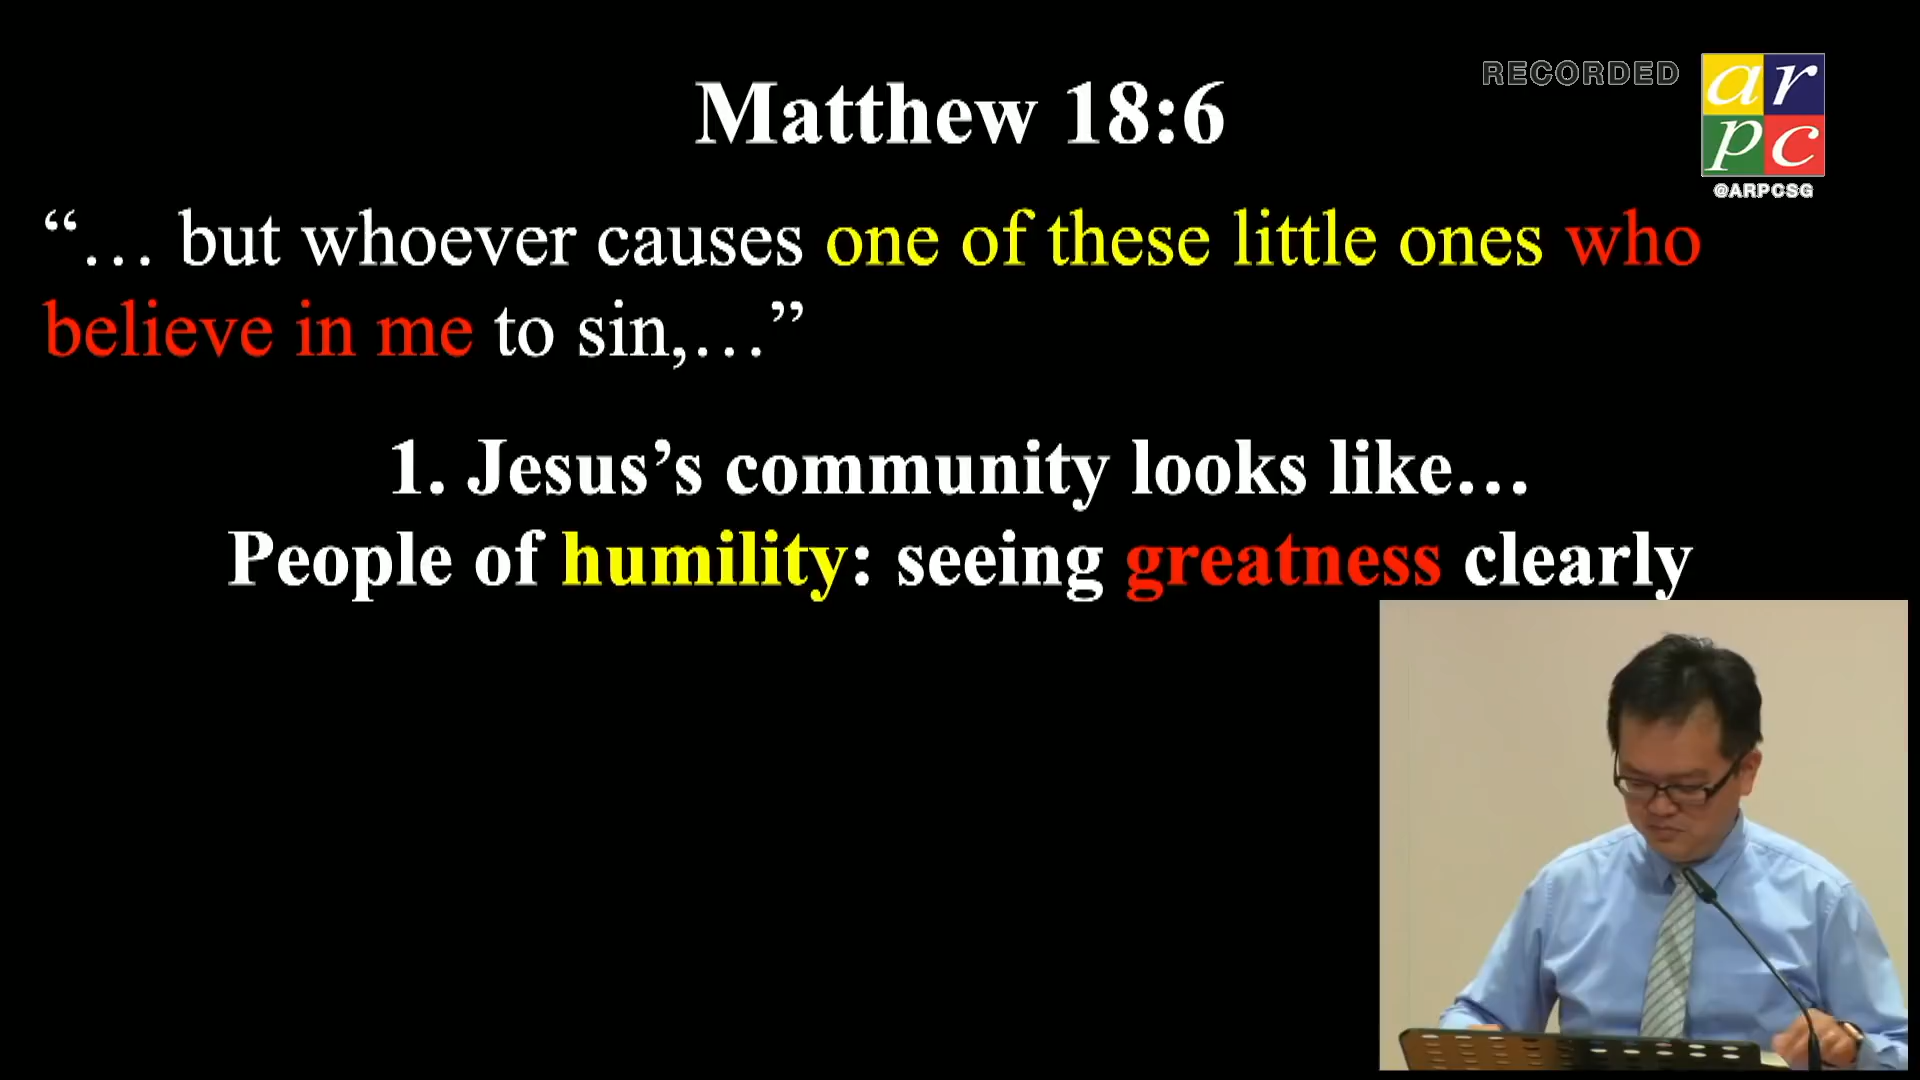 Matthew 18:6
RECORDED
ar
pc
@ARPCSG
“… but whoever causes one of these little ones who
believe in me to sin,…”
1. Jesus’s community looks like…
People of humility: seeing greatness clearly